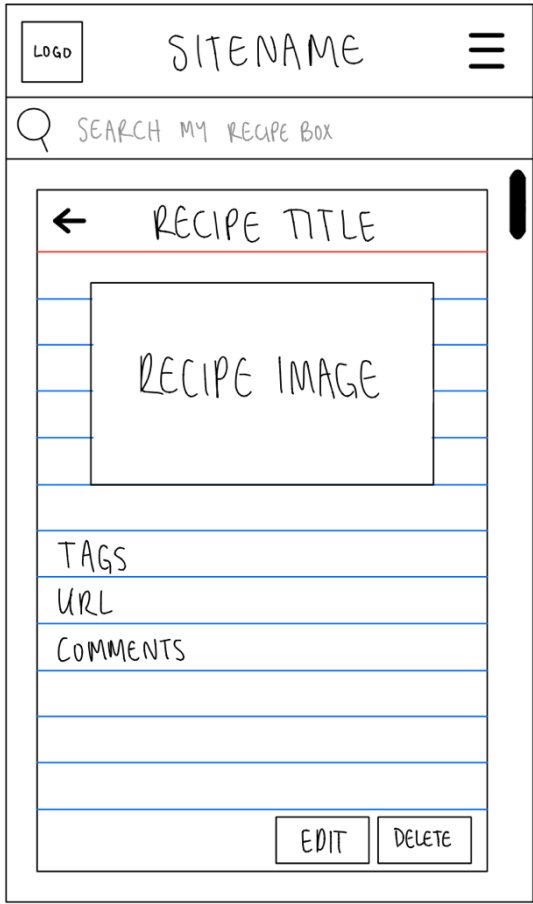 LOGO
SITENAME
SEARCH MY RECIPE BOX
RECIPE TITLE
RECIPE IMAGE
TAGS
URL
COMMENTS
EDIT
DELETE